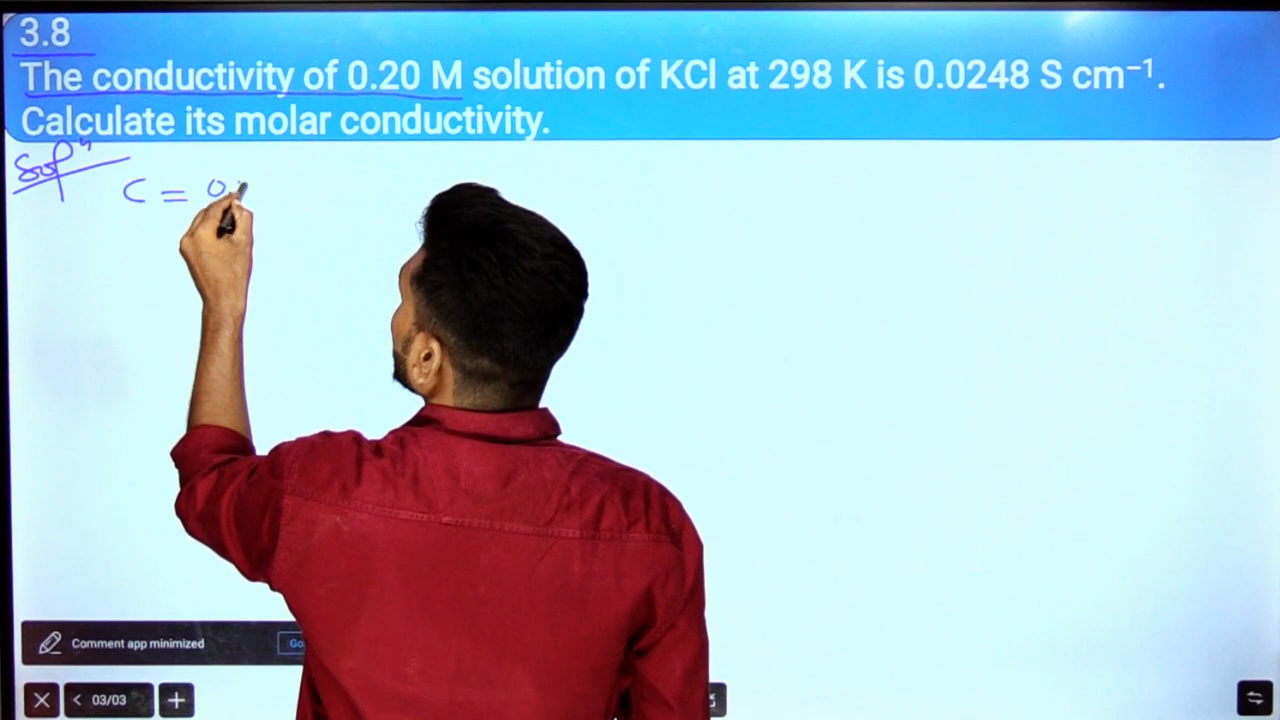 3.8
The conductivity of 0.20 M solution of KCl at 298 K is 0.0248 S cm⁻¹.
Calculate its molar conductivity.
Solⁿ
C = 0.
Comment app minimized
Go
03/03